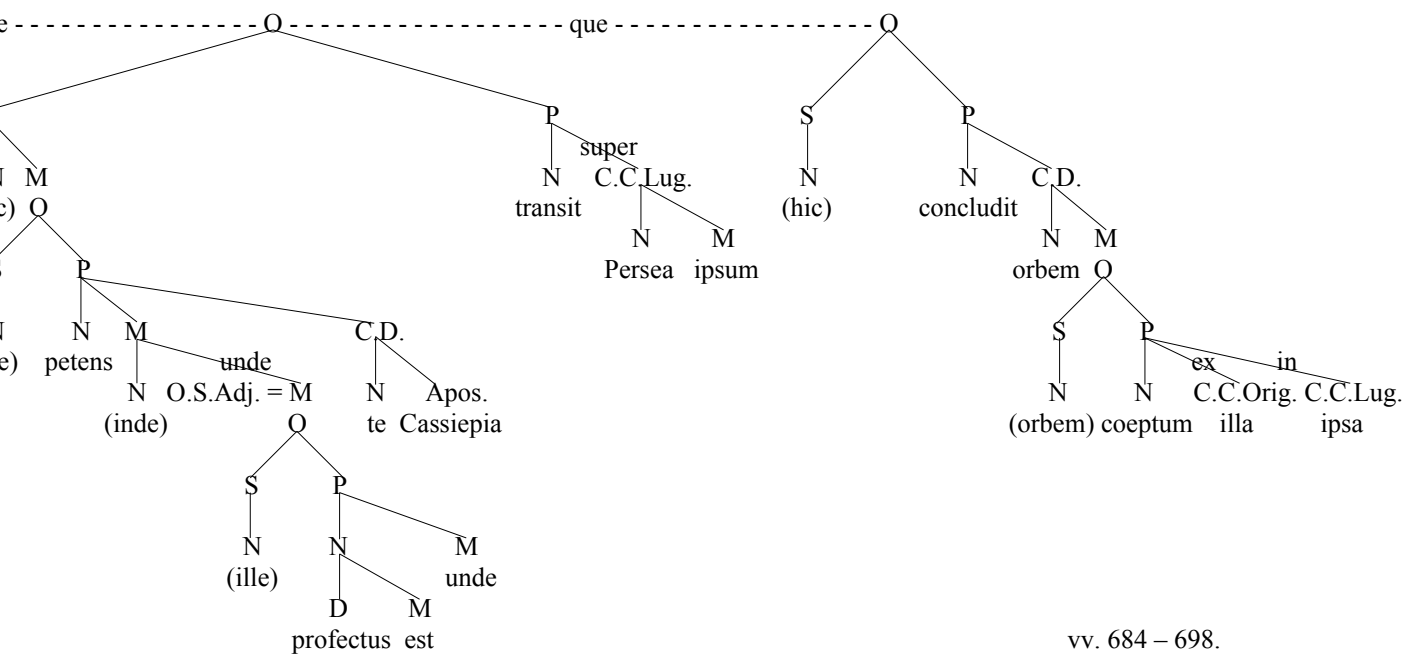 e - - - - - - - - - - - - - - - - - - O - - - - - - - - - - - - - - - - - - - - que - - - - - - - - - - - - - - - - - - O
P S P
super
N M N C.C.Lug. N N C.D.
c) O transit (hic) concludit
N M N M
S P Persea ipsum orbem O
N N M C.D. S P
e) petens unde ex in
N O.S.Adj. = M N Apos. N N C.C.Orig. C.C.Lug.
(inde) O te Cassiepia (orbem) coeptum illa ipsa
S P
N N M
(ille) unde
D M
profectus est vv. 684 – 698.